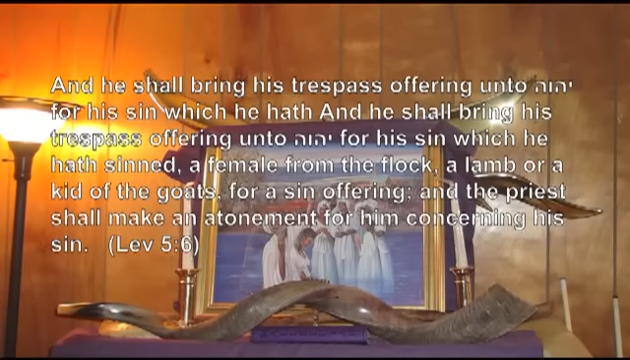 And he shall bring his trespass offering unto יהוה
for his sin which he hath And he shall bring his
trespass offering unto יהוה for his sin which he
hath sinned, a female from the flock, a lamb or a
kid of the goats, for a sin offering; and the priest
shall make an atonement for him concerning his
sin. (Lev 5:6)